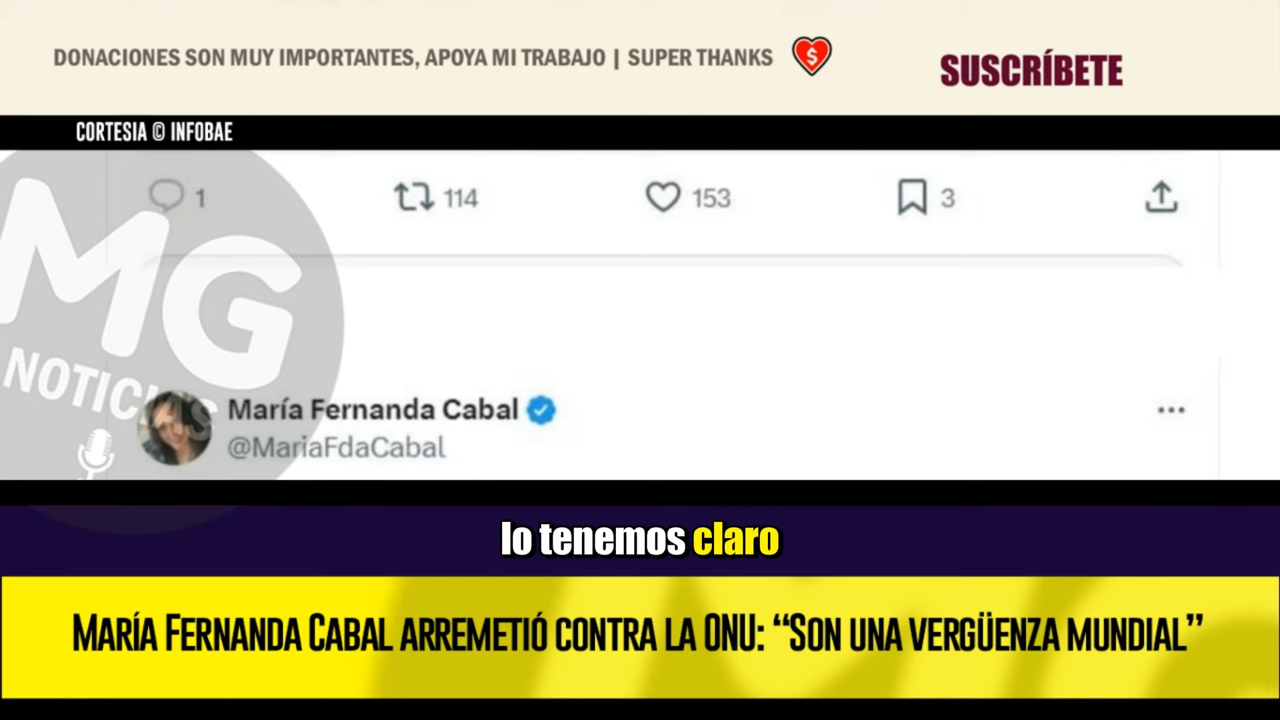 DONACIONES SON MUY IMPORTANTES, APOYA MI TRABAJO | SUPER THANKS
$
SUSCRÍBETE
CORTESIA © INFOBAE
1 114 153 3
MG
NOTICIAS
María Fernanda Cabal
@MariaFdaCabal
lo tenemos claro
MARÍA FERNANDA CABAL ARREMETIÓ CONTRA LA ONU: “SON UNA VERGÜENZA MUNDIAL”